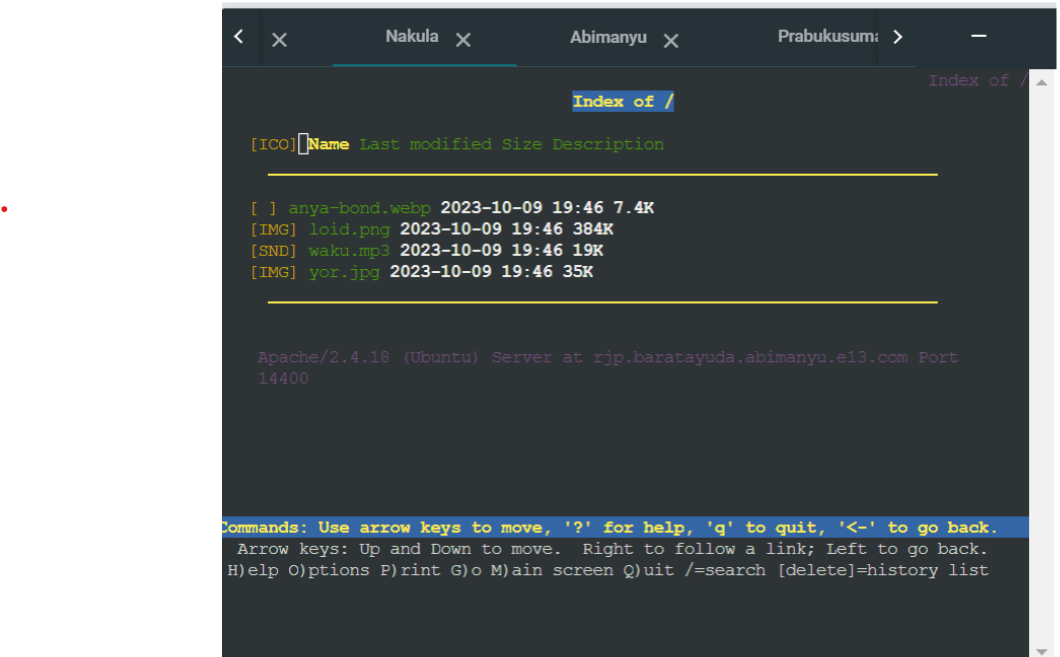 Nakula Abimanyu Prabukusuma
Index of /
Index of /
[ICO] Name Last modified Size Description
[ ] anya-bond.webp 2023-10-09 19:46 7.4K
[IMG] loid.png 2023-10-09 19:46 384K
[SND] waku.mp3 2023-10-09 19:46 19K
[IMG] yor.jpg 2023-10-09 19:46 35K
Apache/2.4.18 (Ubuntu) Server at rjp.baratayuda.abimanyu.e13.com Port
14400
Commands: Use arrow keys to move, '?' for help, 'q' to quit, '<-' to go back.
Arrow keys: Up and Down to move. Right to follow a link; Left to go back.
H)elp O)ptions P)rint G)o M)ain screen Q)uit /=search [delete]=history list